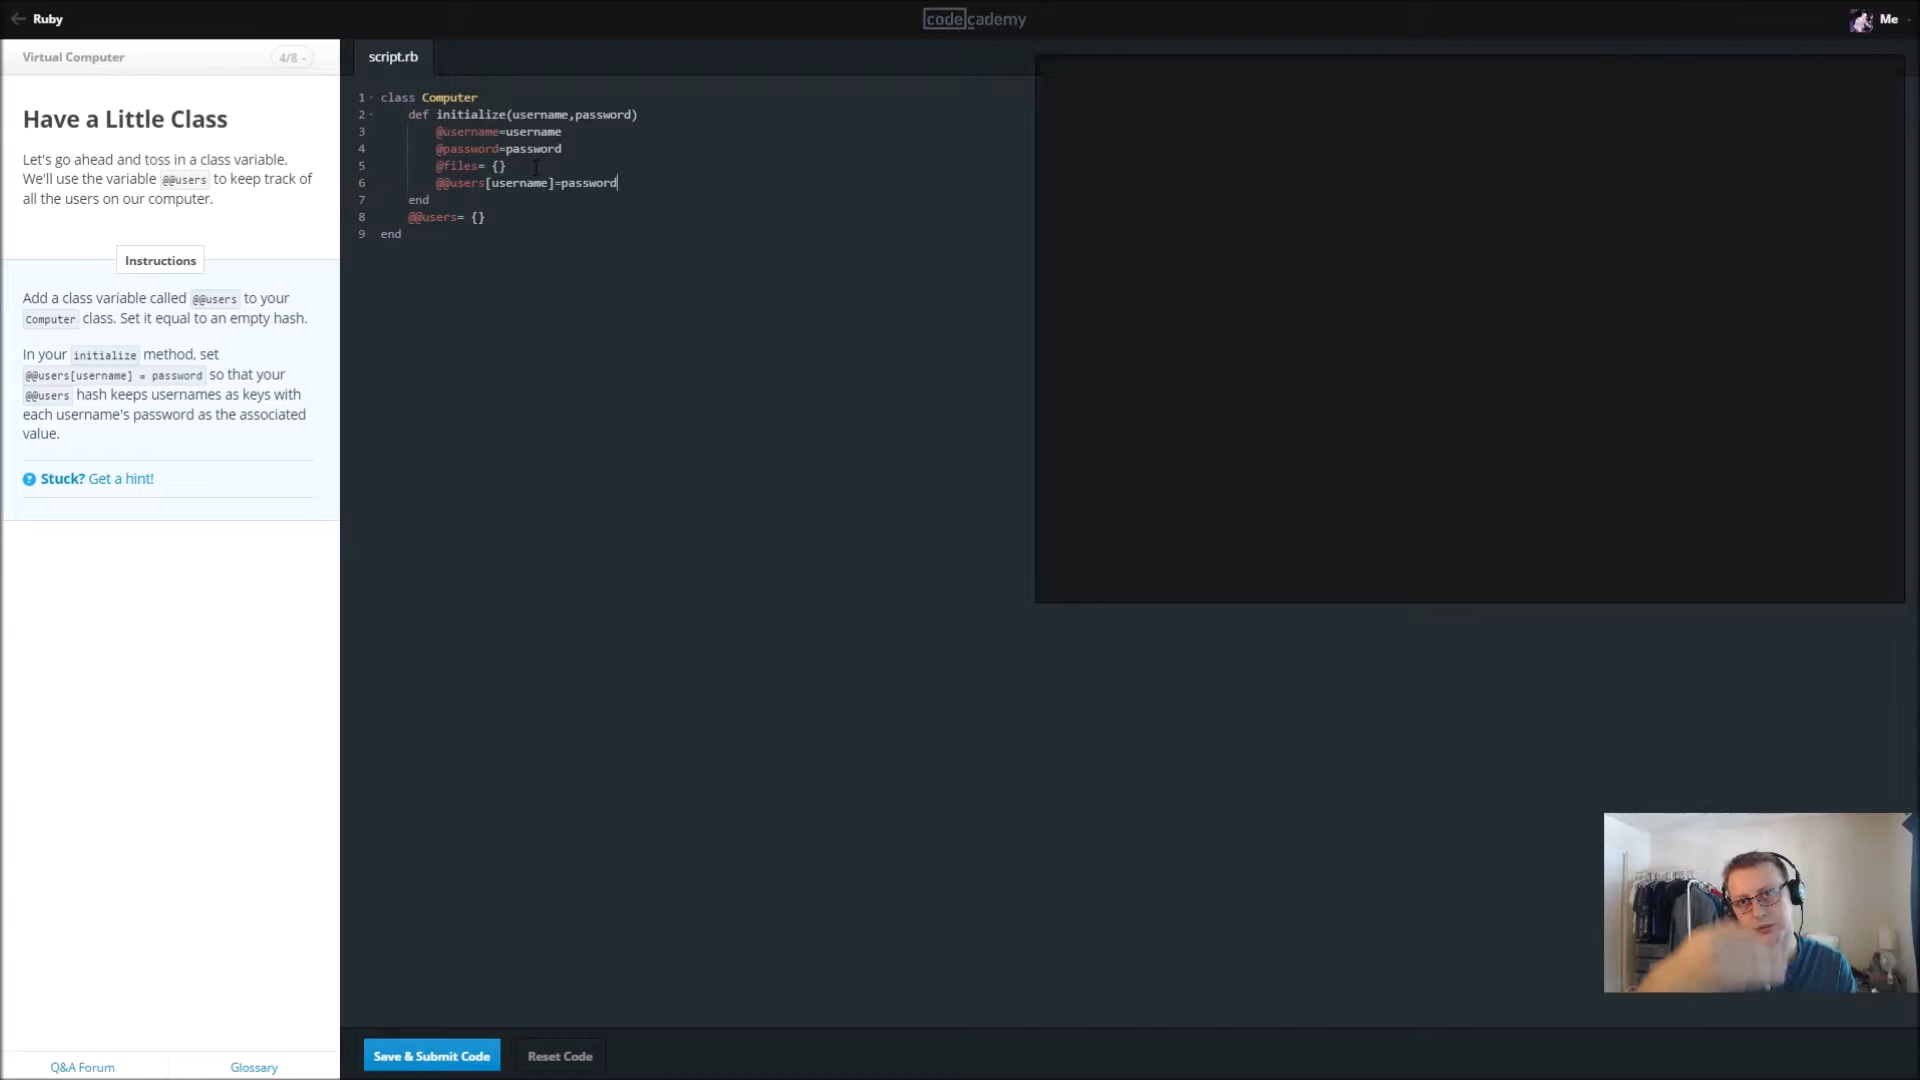 Ruby
codecademy
Me
Virtual Computer
4/8
script.rb
Have a Little Class
Let's go ahead and toss in a class variable.
We'll use the variable @@users to keep track of
all the users on our computer.
Instructions
Add a class variable called @@users to your
Computer class. Set it equal to an empty hash.
In your initialize method, set
@@users[username] = password so that your
@@users hash keeps usernames as keys with
each username's password as the associated
value.
? Stuck? Get a hint!
Q&A Forum
Glossary
1 class Computer
2 def initialize(username,password)
3 @username=username
4 @password=password
5 @files= {}
6 @@users[username]=password
7 end
8 @@users= {}
9 end
Save & Submit Code
Reset Code